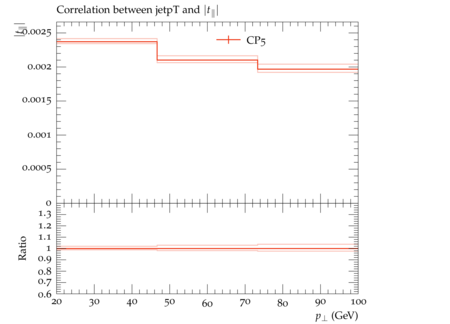 Correlation between jetpT and |t∥|
|t∥|
0.0025
0.002
0.0015
0.001
0.0005
0
CP5
Ratio
1.3
1.2
1.1
1
0.9
0.8
0.7
0.6
20 30 40 50 60 70 80 90 100
p⊥ (GeV)